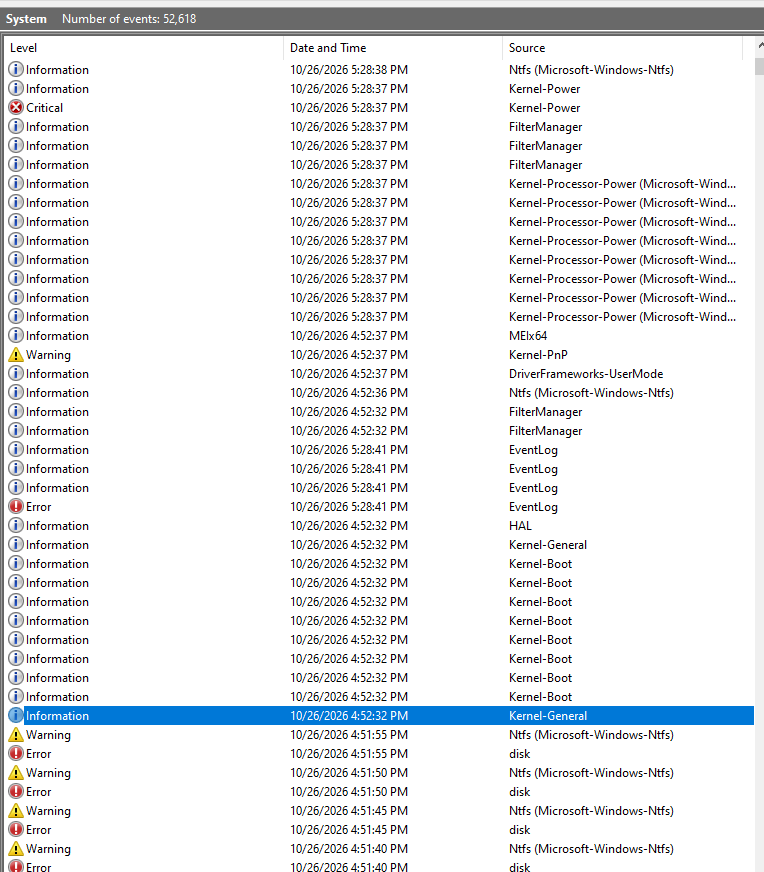 System Number of events: 52,618
Level Date and Time Source
Information 10/26/2026 5:28:38 PM Ntfs (Microsoft-Windows-Ntfs)
Information 10/26/2026 5:28:37 PM Kernel-Power
Critical 10/26/2026 5:28:37 PM Kernel-Power
Information 10/26/2026 5:28:37 PM FilterManager
Information 10/26/2026 5:28:37 PM FilterManager
Information 10/26/2026 5:28:37 PM FilterManager
Information 10/26/2026 5:28:37 PM Kernel-Processor-Power (Microsoft-Wind...
Information 10/26/2026 5:28:37 PM Kernel-Processor-Power (Microsoft-Wind...
Information 10/26/2026 5:28:37 PM Kernel-Processor-Power (Microsoft-Wind...
Information 10/26/2026 5:28:37 PM Kernel-Processor-Power (Microsoft-Wind...
Information 10/26/2026 5:28:37 PM Kernel-Processor-Power (Microsoft-Wind...
Information 10/26/2026 5:28:37 PM Kernel-Processor-Power (Microsoft-Wind...
Information 10/26/2026 5:28:37 PM Kernel-Processor-Power (Microsoft-Wind...
Information 10/26/2026 5:28:37 PM Kernel-Processor-Power (Microsoft-Wind...
Information 10/26/2026 4:52:37 PM MEIx64
Warning 10/26/2026 4:52:37 PM Kernel-PnP
Information 10/26/2026 4:52:37 PM DriverFrameworks-UserMode
Information 10/26/2026 4:52:36 PM Ntfs (Microsoft-Windows-Ntfs)
Information 10/26/2026 4:52:32 PM FilterManager
Information 10/26/2026 4:52:32 PM FilterManager
Information 10/26/2026 5:28:41 PM EventLog
Information 10/26/2026 5:28:41 PM EventLog
Information 10/26/2026 5:28:41 PM EventLog
Error 10/26/2026 5:28:41 PM EventLog
Information 10/26/2026 4:52:32 PM HAL
Information 10/26/2026 4:52:32 PM Kernel-General
Information 10/26/2026 4:52:32 PM Kernel-Boot
Information 10/26/2026 4:52:32 PM Kernel-Boot
Information 10/26/2026 4:52:32 PM Kernel-Boot
Information 10/26/2026 4:52:32 PM Kernel-Boot
Information 10/26/2026 4:52:32 PM Kernel-Boot
Information 10/26/2026 4:52:32 PM Kernel-Boot
Information 10/26/2026 4:52:32 PM Kernel-Boot
Information 10/26/2026 4:52:32 PM Kernel-Boot
Information 10/26/2026 4:52:32 PM Kernel-General
Warning 10/26/2026 4:51:55 PM Ntfs (Microsoft-Windows-Ntfs)
Error 10/26/2026 4:51:55 PM disk
Warning 10/26/2026 4:51:50 PM Ntfs (Microsoft-Windows-Ntfs)
Error 10/26/2026 4:51:50 PM disk
Warning 10/26/2026 4:51:45 PM Ntfs (Microsoft-Windows-Ntfs)
Error 10/26/2026 4:51:45 PM disk
Warning 10/26/2026 4:51:40 PM Ntfs (Microsoft-Windows-Ntfs)
Error 10/26/2026 4:51:40 PM disk